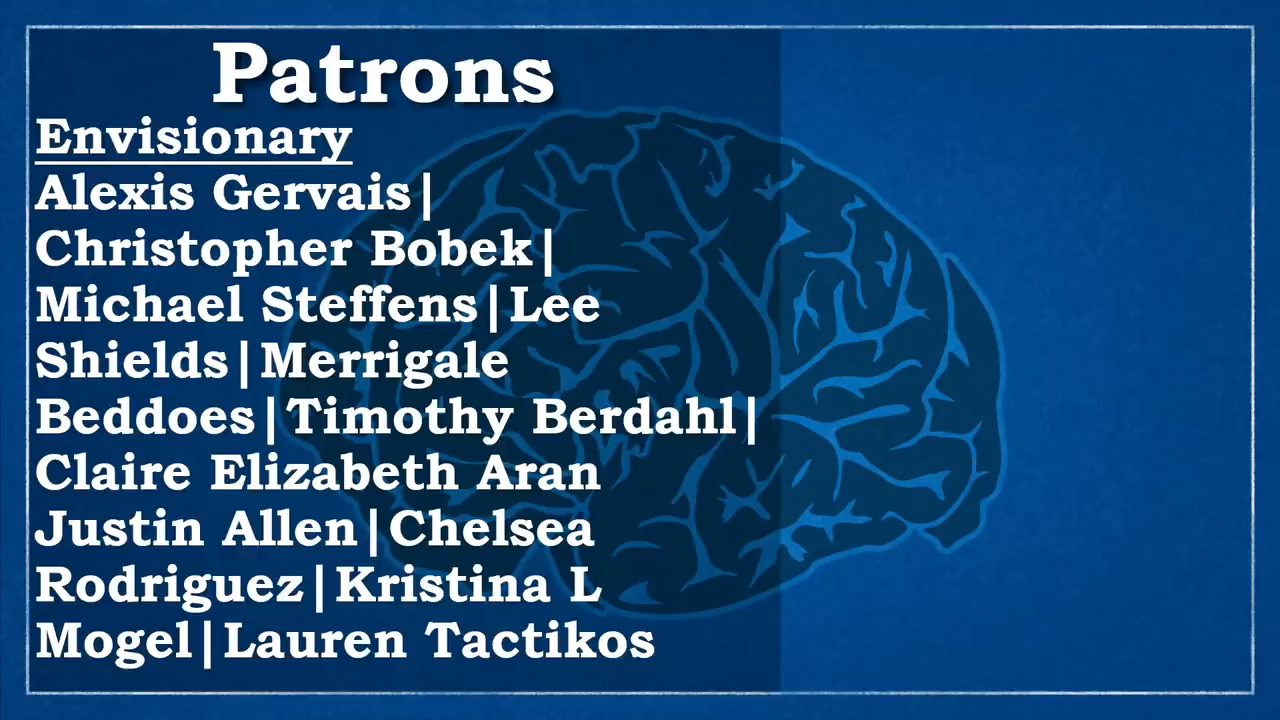 Patrons
Envisionary
Alexis Gervais|
Christopher Bobek|
Michael Steffens|Lee
Shields|Merrigale
Beddoes|Timothy Berdahl|
Claire Elizabeth Aran
Justin Allen|Chelsea
Rodriguez|Kristina L
Mogel|Lauren Tactikos